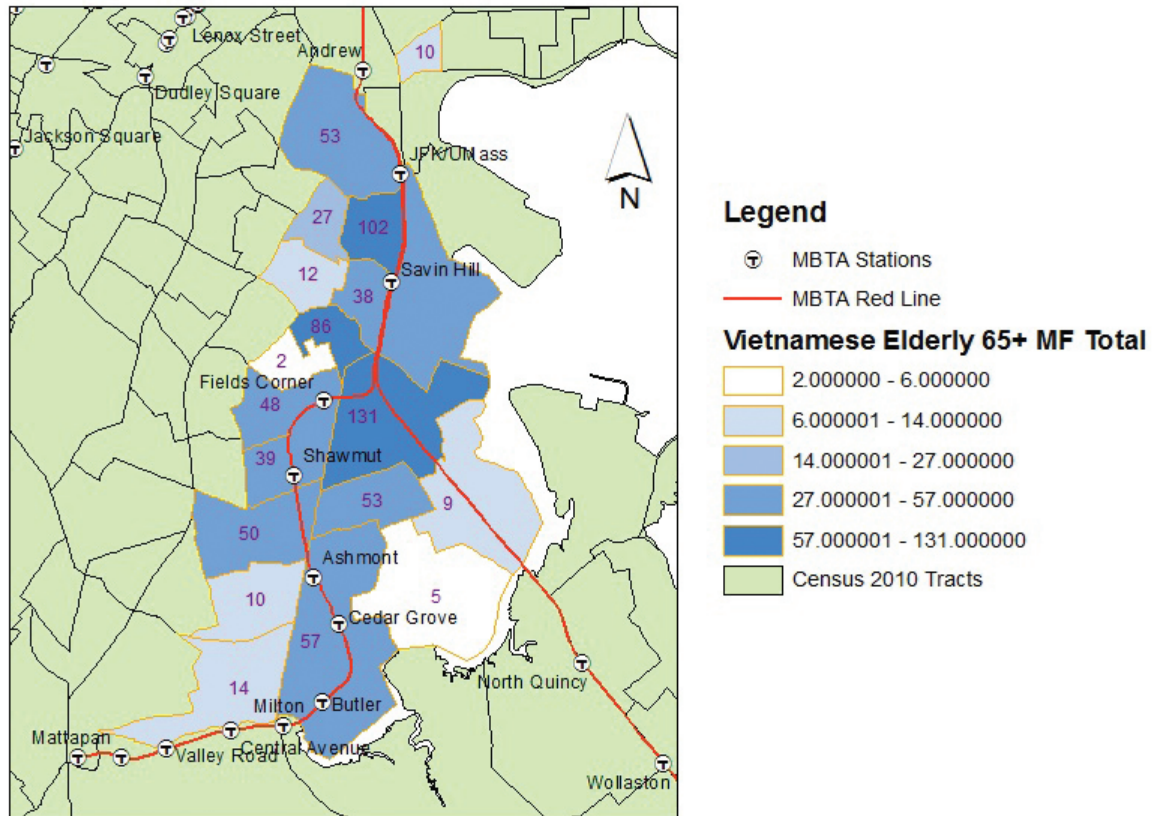 Lenox Street
Andrew
10
Dudley Square
53
Jackson Square
JFK/UMass
N
27
102
12
Savin Hill
38
86
2
Fields Corner
48
131
39
Shawmut
53
9
50
Ashmont
10
5
Cedar Grove
57
14
North Quincy
Milton
Butler
Mattapan
Central Avenue
Valley Road
Wollaston
Legend
T MBTA Stations
MBTA Red Line
Vietnamese Elderly 65+ MF Total
2.000000 - 6.000000
6.000001 - 14.000000
14.000001 - 27.000000
27.000001 - 57.000000
57.000001 - 131.000000
Census 2010 Tracts